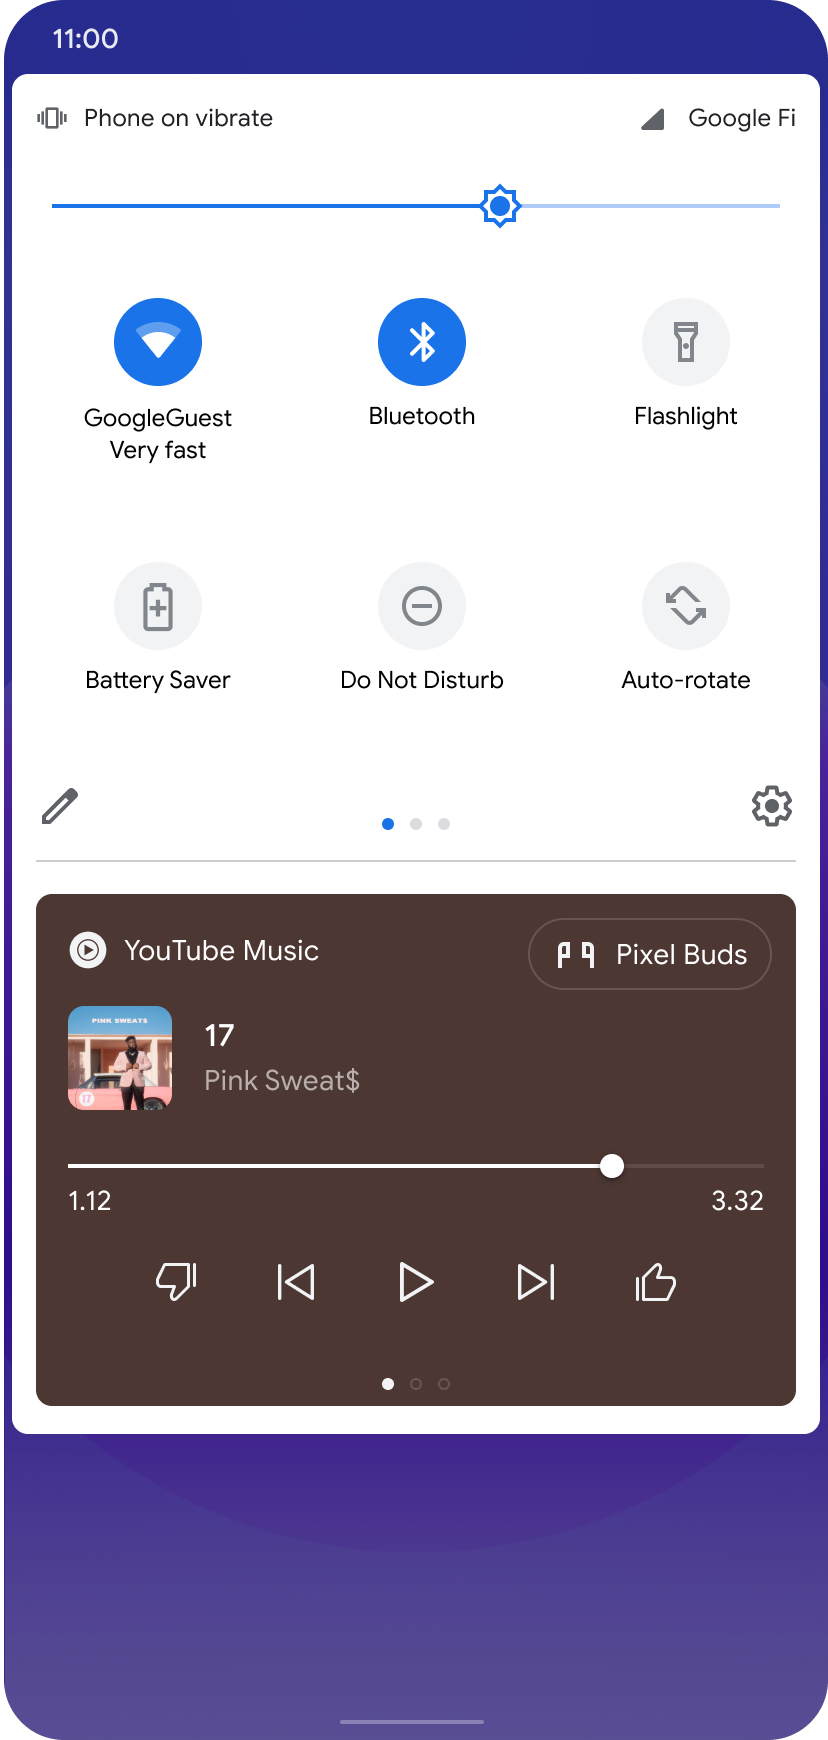 11:00
Phone on vibrate
Google Fi
GoogleGuest
Very fast
Bluetooth
Flashlight
Battery Saver
Do Not Disturb
Auto-rotate
YouTube Music
Pixel Buds
PINK SWEAT$
17
17
Pink Sweat$
1.12
3.32